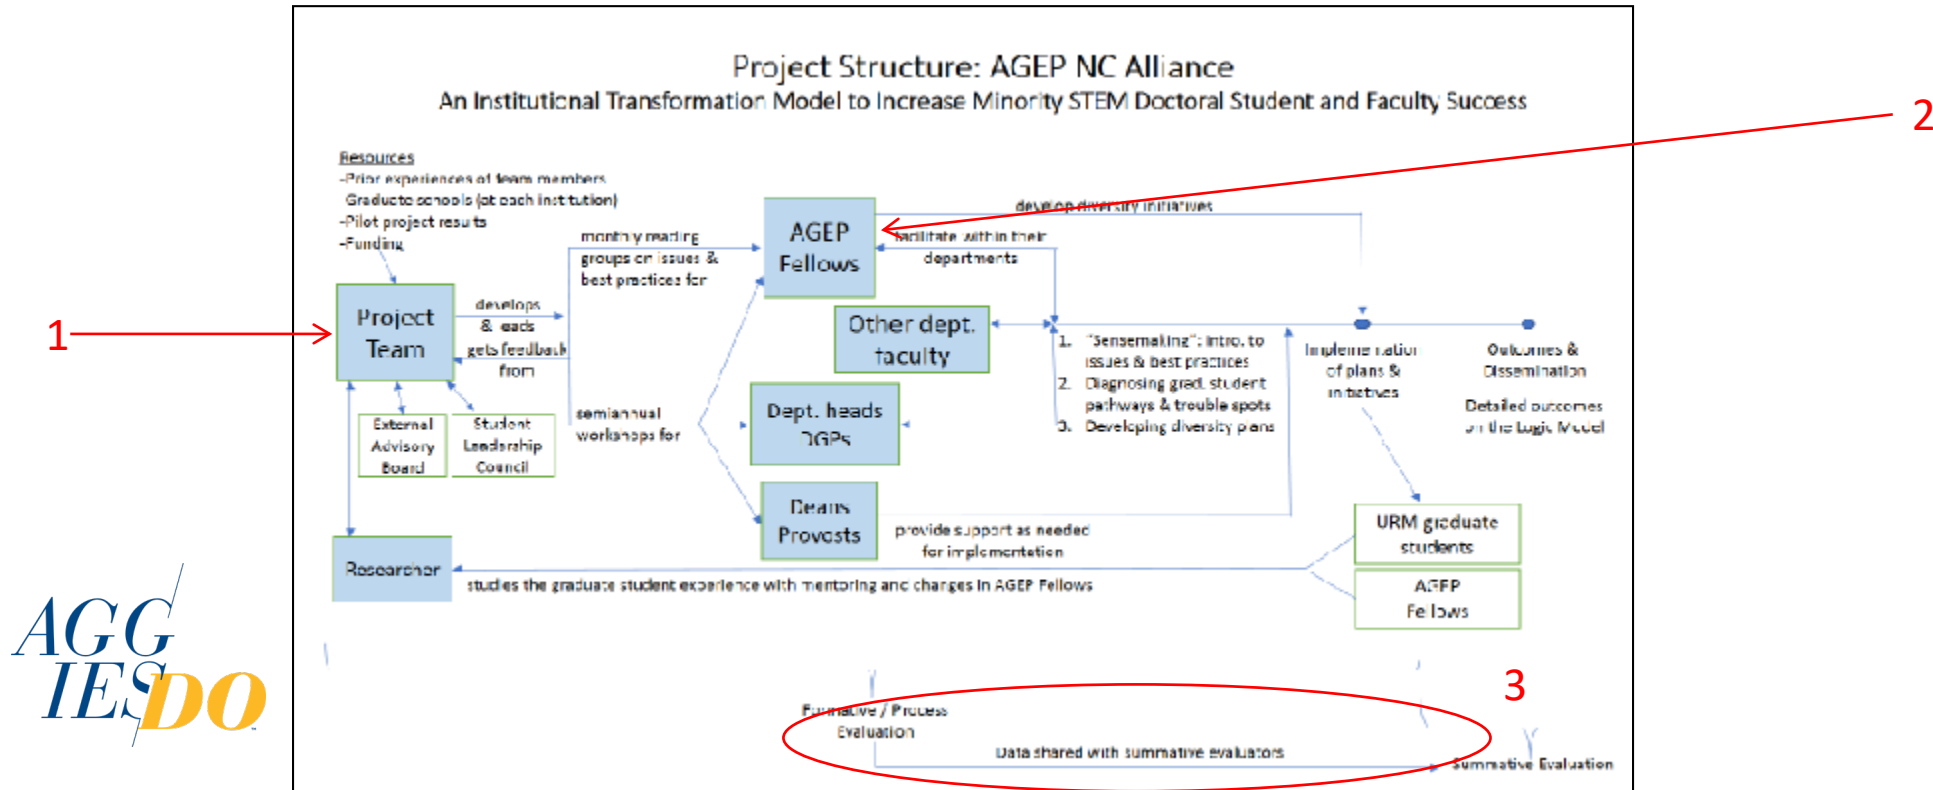 Project Structure: AGEP NC Alliance
An Institutional Transformation Model to Increase Minority STEM Doctoral Student and Faculty Success
2
Resources
-Prior experiences of team members
Graduate schools (at each institution)
-Pilot project results
-Funding
1
Project
Team
develops
& leads
gets feedback
from
External
Advisory
Board
Student
Leadership
Council
Researcher
monthly reading
groups on issues &
best practices for
semiannual
workshops for
AGEP
Fellows
Other dept.
faculty
Dept. heads
DGPs
Deans
Provosts
develop diversity initiatives
facilitate within their
departments
1. "Sensemaking": intro. to
issues & best practices
2. Diagnosing grad. student
pathways & trouble spots
3. Developing diversity plans
provide support as needed
for implementation
studies the graduate student experience with mentoring and changes in AGEP Fellows
Implementation
of plans &
initiatives
Outcomes &
Dissemination
Detailed outcomes
on the Logic Model
URM graduate
students
AGEP
Fellows
3
Formative / Process
Evaluation
Data shared with summative evaluators
Summative Evaluation
AGG
IES DO